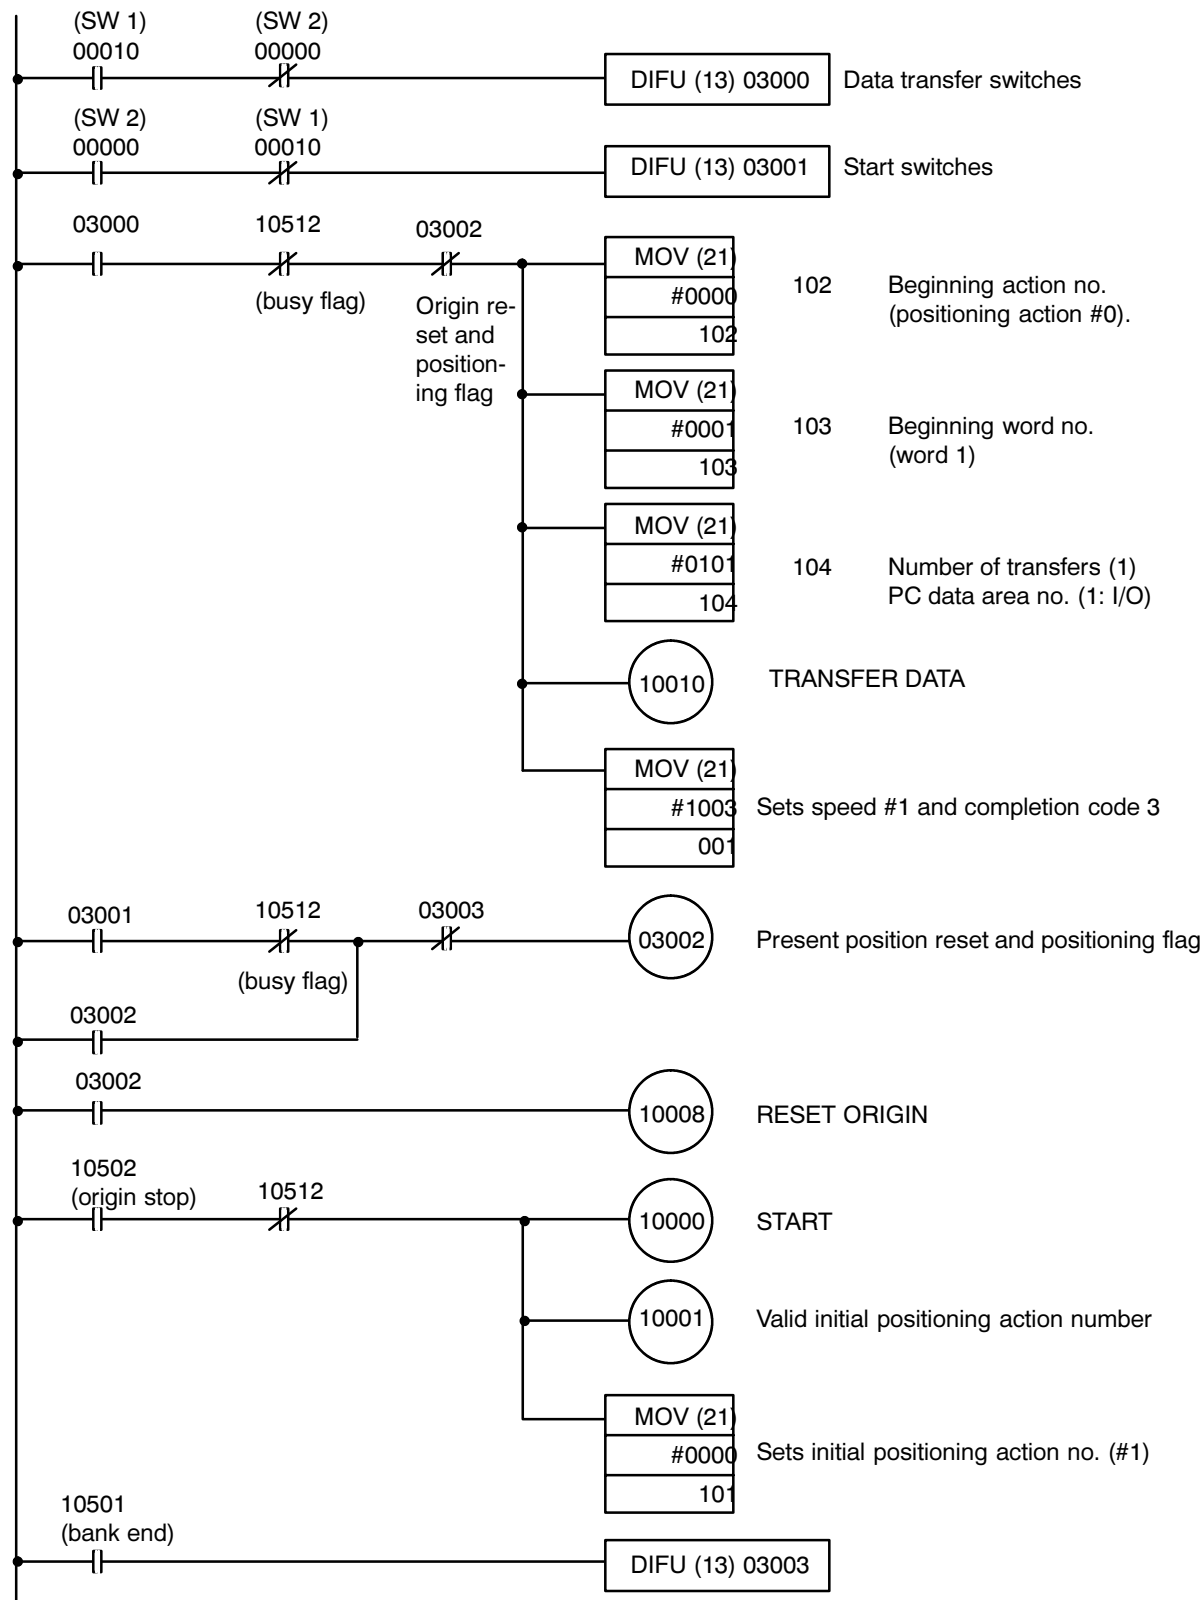 (SW 1) (SW 2)
00010 00000
DIFU (13) 03000 Data transfer switches
(SW 2) (SW 1)
00000 00010
DIFU (13) 03001 Start switches
03000 10512 03002
(busy flag)
Origin re-
set and
position-
ing flag
MOV (21)
#0000
102
102 Beginning action no.
(positioning action #0).
MOV (21)
#0001
103
103 Beginning word no.
(word 1)
MOV (21)
#0101
104
104 Number of transfers (1)
PC data area no. (1: I/O)
10010 TRANSFER DATA
MOV (21)
#1003 Sets speed #1 and completion code 3
001
03001 10512 03003
(busy flag)
03002 Present position reset and positioning flag
03002
03002
10008 RESET ORIGIN
10502
(origin stop) 10512
10000 START
10001 Valid initial positioning action number
MOV (21)
#0000 Sets initial positioning action no. (#1)
101
10501
(bank end)
DIFU (13) 03003